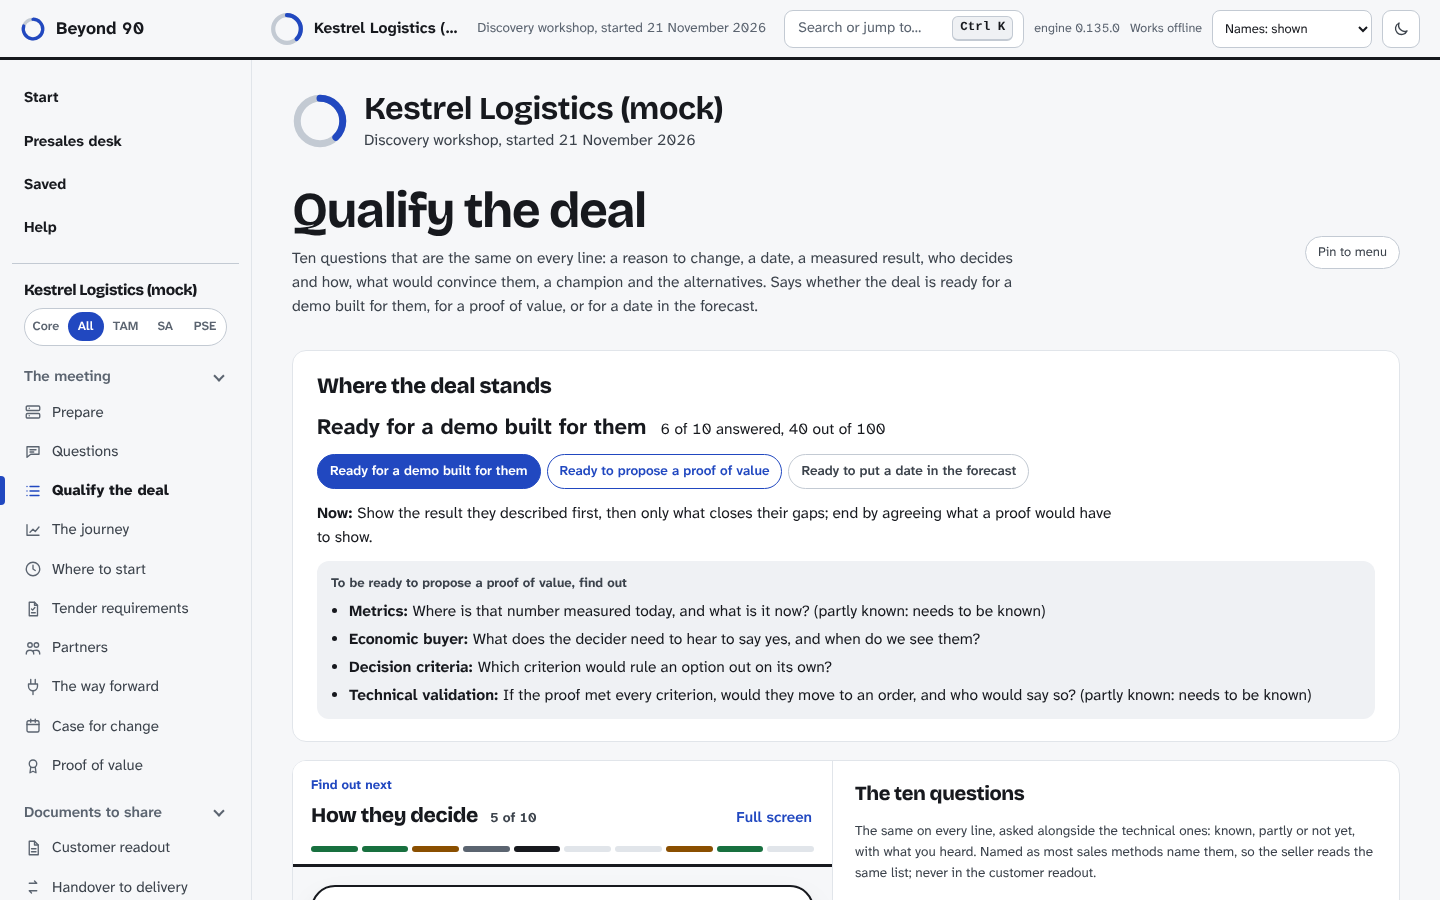 Beyond 90
Kestrel Logistics (...
Discovery workshop, started 21 November 2026
Search or jump to...
Ctrl K
engine 0.135.0
Works offline
Names: shown
Start
Presales desk
Saved
Help
Kestrel Logistics (mock)
Core
All
TAM
SA
PSE
The meeting
Prepare
Questions
Qualify the deal
The journey
Where to start
Tender requirements
Partners
The way forward
Case for change
Proof of value
Documents to share
Customer readout
Handover to delivery
Kestrel Logistics (mock)
Discovery workshop, started 21 November 2026
Qualify the deal
Ten questions that are the same on every line: a reason to change, a date, a measured result, who decides
and how, what would convince them, a champion and the alternatives. Says whether the deal is ready for a
demo built for them, for a proof of value, or for a date in the forecast.
Pin to menu
Where the deal stands
Ready for a demo built for them 6 of 10 answered, 40 out of 100
Ready for a demo built for them
Ready to propose a proof of value
Ready to put a date in the forecast
Now: Show the result they described first, then only what closes their gaps; end by agreeing what a proof would have
to show.
To be ready to propose a proof of value, find out
• Metrics: Where is that number measured today, and what is it now? (partly known: needs to be known)
• Economic buyer: What does the decider need to hear to say yes, and when do we see them?
• Decision criteria: Which criterion would rule an option out on its own?
• Technical validation: If the proof met every criterion, would they move to an order, and who would say so? (partly known: needs to be known)
Find out next
How they decide 5 of 10
Full screen
The ten questions
The same on every line, asked alongside the technical ones: known, partly or not yet,
with what you heard. Named as most sales methods name them, so the seller reads the
same list; never in the customer readout.